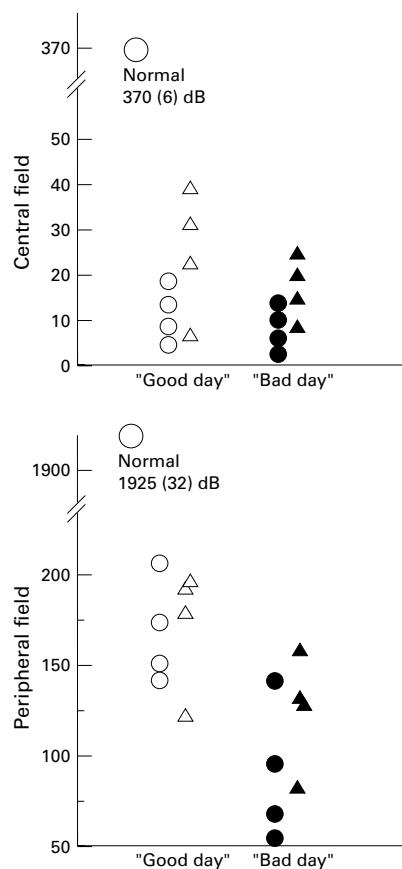 370
Normal
370 (6) dB
50
40
30
20
10
0
Central field
"Good day" "Bad day"
Normal
1900
1925 (32) dB
200
150
100
50
Peripheral field
"Good day" "Bad day"